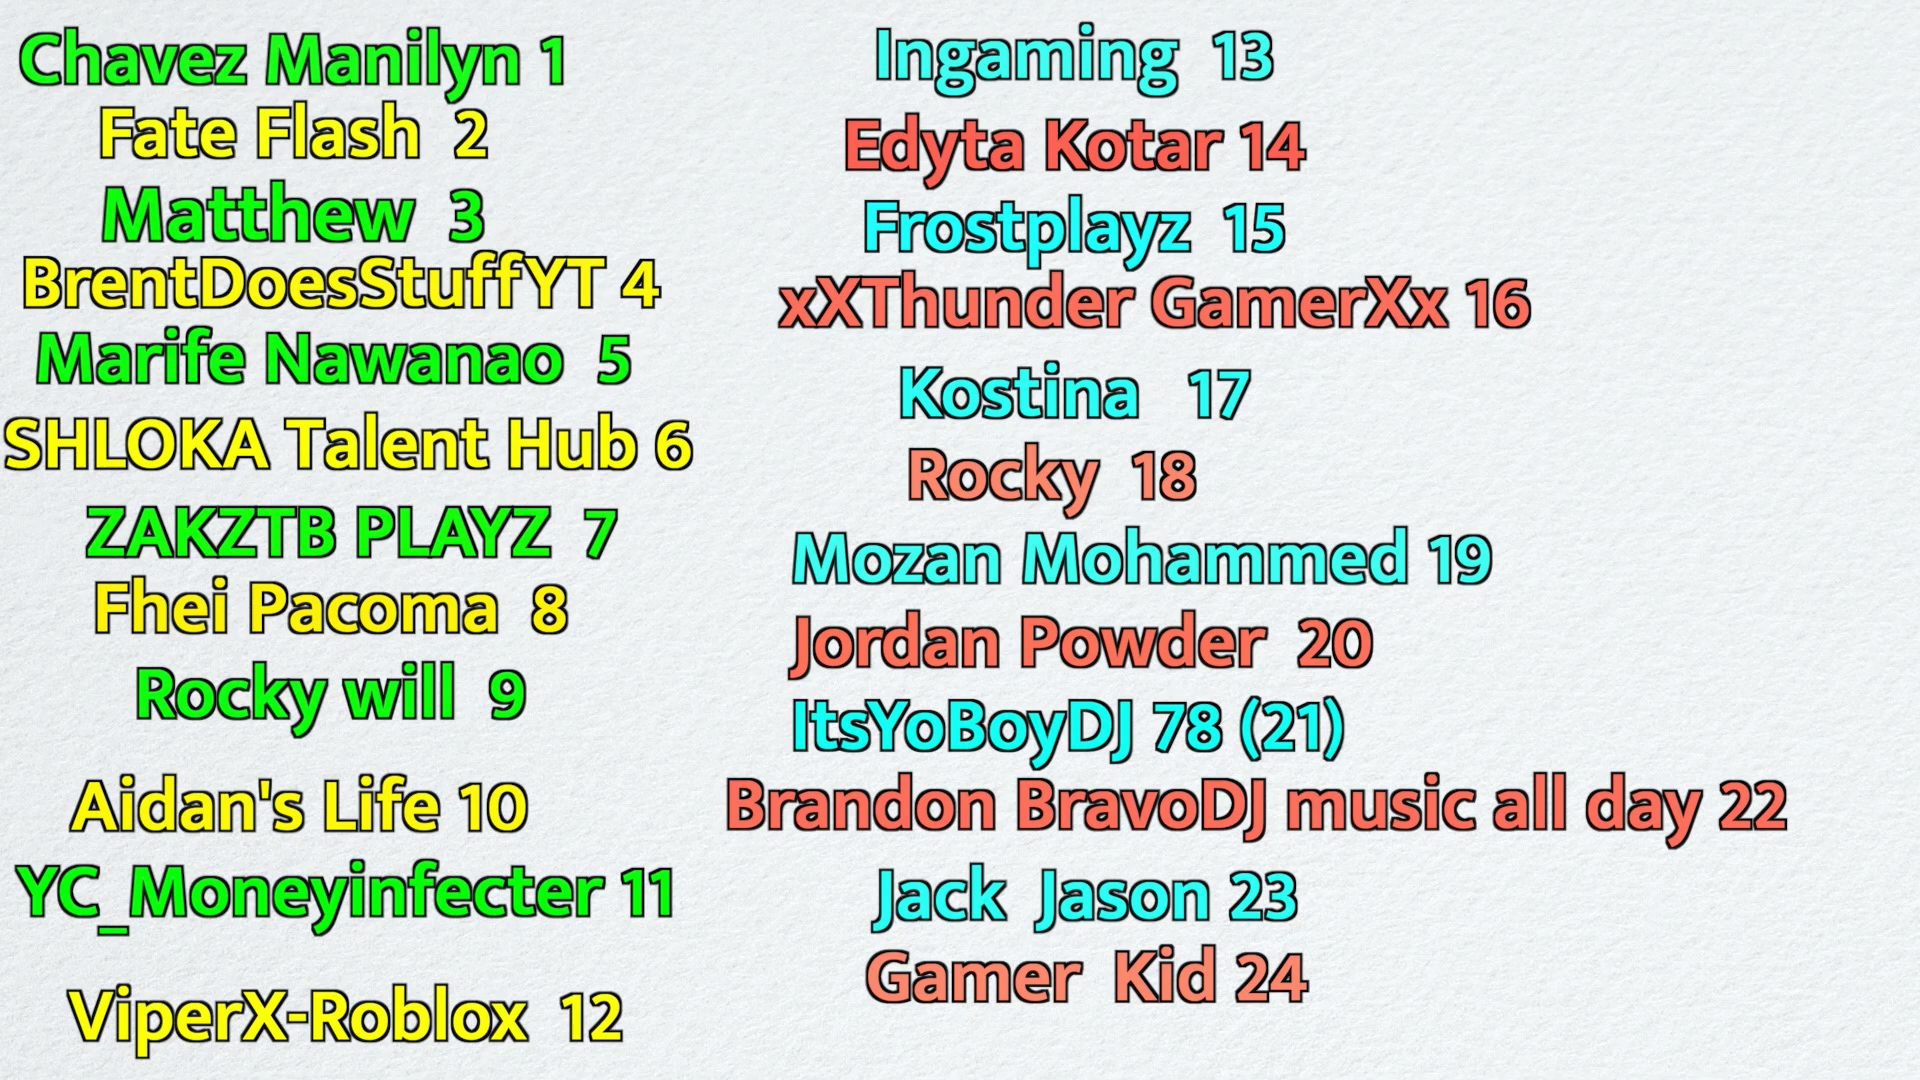 Chavez Manilyn 1
Fate Flash 2
Matthew 3
BrentDoesStuffYT 4
Marife Nawanao 5
SHLOKA Talent Hub 6
ZAKZTB PLAYZ 7
Fhei Pacoma 8
Rocky will 9
Aidan's Life 10
YC_Moneyinfecter 11
ViperX-Roblox 12
Ingaming 13
Edyta Kotar 14
Frostplayz 15
xXThunder GamerXx 16
Kostina 17
Rocky 18
Mozan Mohammed 19
Jordan Powder 20
ItsYoBoyDJ 78 (21)
Brandon BravoDJ music all day 22
Jack Jason 23
Gamer Kid 24